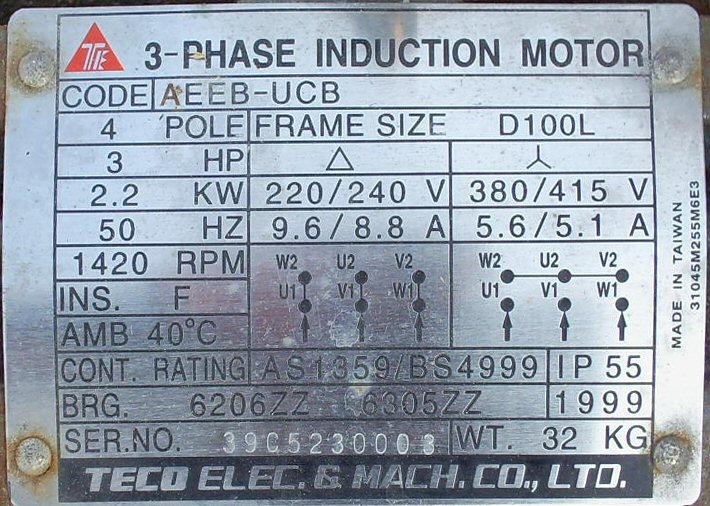 TE 3-PHASE INDUCTION MOTOR
CODE AEEB-UCB
4 POLE FRAME SIZE D100L
3 HP △ 人
2.2 KW 220/240 V 380/415 V
50 HZ 9.6/8.8 A 5.6/5.1 A
1420 RPM W2 U2 V2 W2 U2 V2
INS. F U1 V1 W1 U1 V1 W1
AMB 40°C
CONT. RATING AS1359/BS4999 IP 55
BRG. 6206ZZ 6305ZZ 1999
SER.NO. 39C5230003 WT. 32 KG
TECO ELEC. & MACH. CO., LTD.
MADE IN TAIWAN
31045M255M6E3